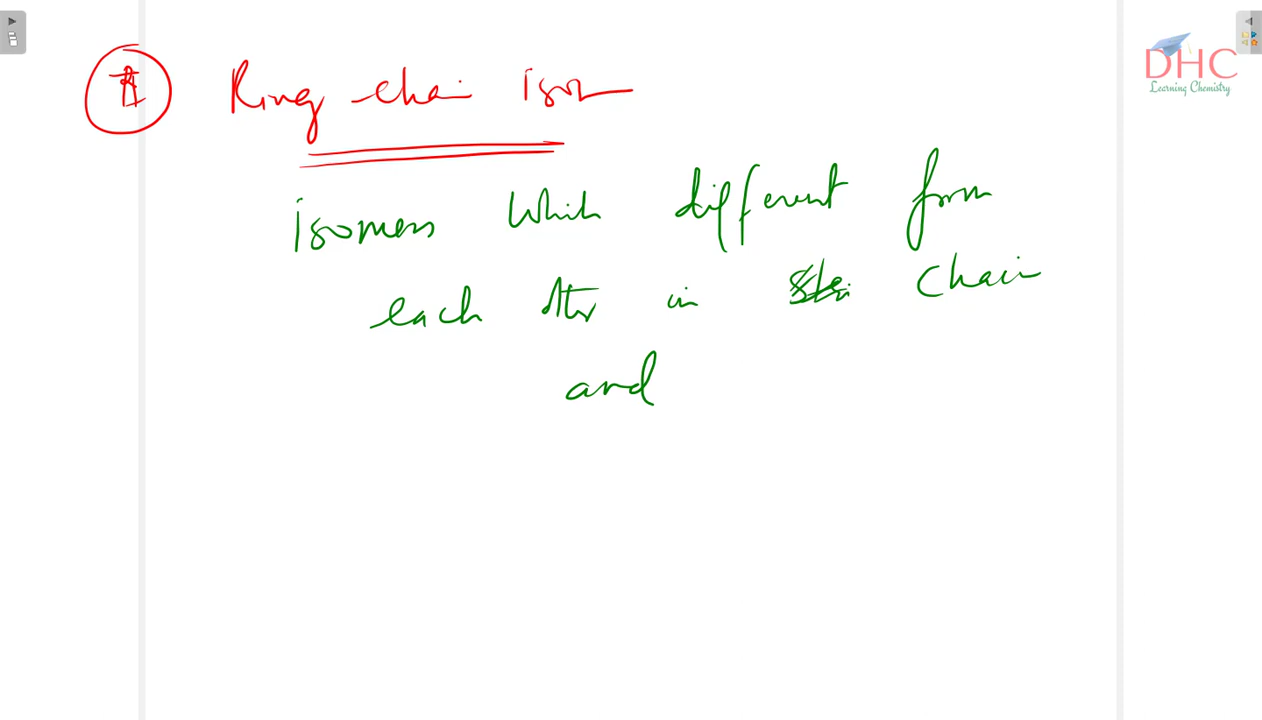 Ring chain isom
isomers which different from
each other in chain
and
DHC
Learning Chemistry